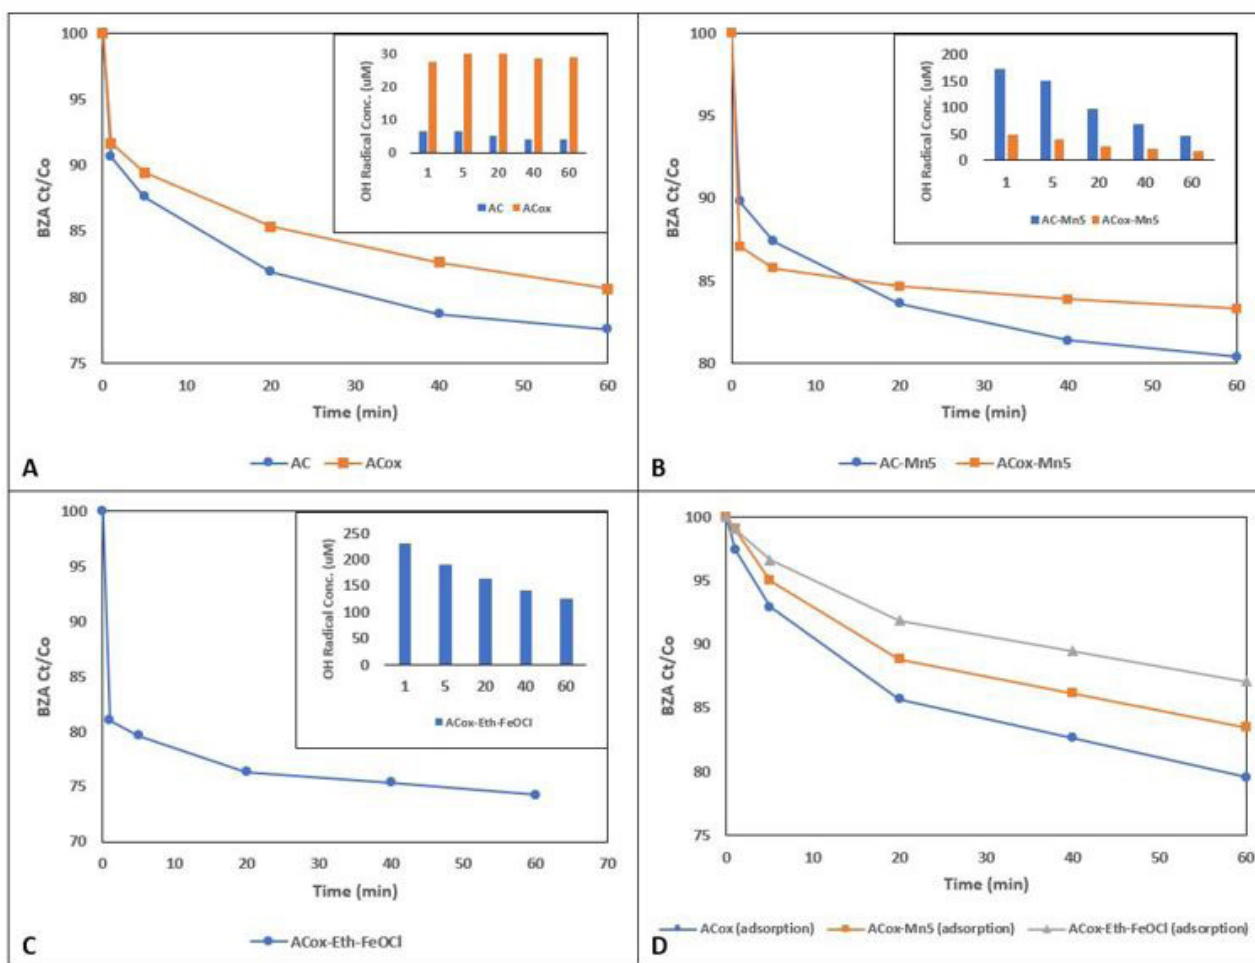 100
95
90
85
80
75
BZA Ct/Co
0 10 20 30 40 50 60
Time (min)
AC ACox
A
30
20
10
0
OH Radical Conc. (uM)
1 5 20 40 60
AC ACox
100
95
90
85
80
BZA Ct/Co
0 10 20 30 40 50 60
Time (min)
AC-Mn5 ACox-Mn5
B
200
150
100
50
0
OH Radical Conc. (uM)
1 5 20 40 60
AC-Mn5 ACox-Mn5
100
95
90
85
80
75
70
BZA Ct/Co
0 10 20 30 40 50 60 70
Time (min)
ACox-Eth-FeOCl
C
250
200
150
100
50
0
OH Radical Conc. (uM)
1 5 20 40 60
ACox-Eth-FeOCl
100
95
90
85
80
75
BZA Ct/Co
0 10 20 30 40 50 60
Time (min)
ACox (adsorption) ACox-Mn5 (adsorption) ACox-Eth-FeOCl (adsorption)
D